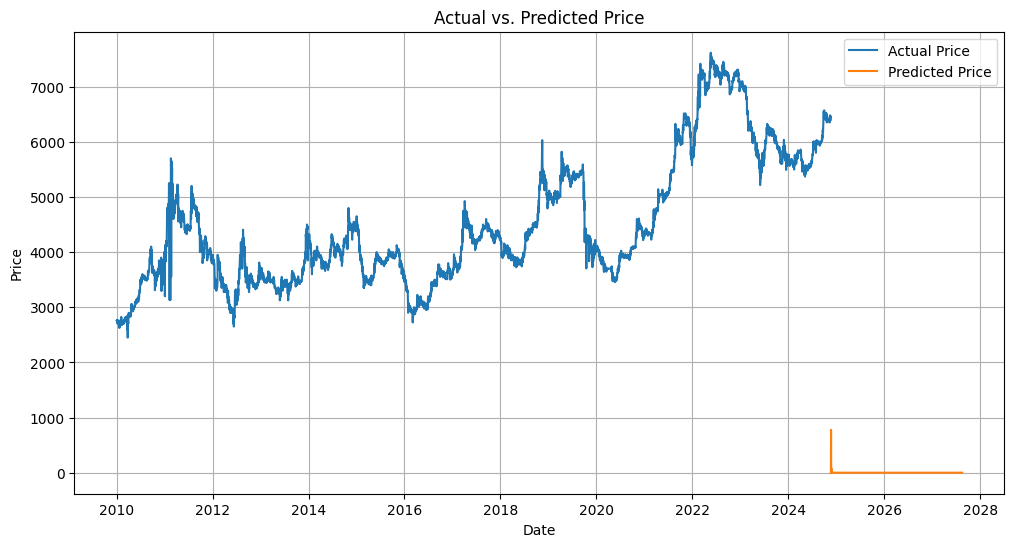 Actual vs. Predicted Price
Actual Price
Predicted Price
Price
7000
6000
5000
4000
3000
2000
1000
0
2010 2012 2014 2016 2018 2020 2022 2024 2026 2028
Date